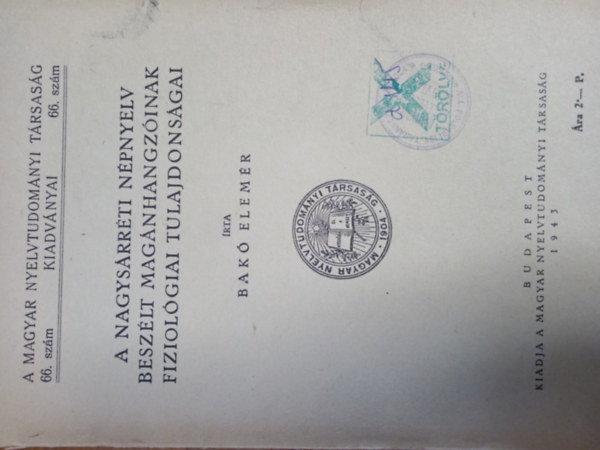 A MAGYAR NYELVTUDOMÁNYI TÁRSASÁG
66. szám KIADVÁNYAI 66. szám
A NAGYSÁRRÉTI NÉPNYELV
BESZÉLT MAGÁNHANGZÓINAK
FIZIOLÓGIAI TULAJDONSÁGAI
ÍRTA
BAKÓ ELEMÉR
MAGYAR NYELVTUDOMÁNYI TÁRSASÁG · 1904 ·
TÖRÖLVE
BUDAPEST
1943
KIADJA A MAGYAR NYELVTUDOMÁNYI TÁRSASÁG
Ára 2·— P.